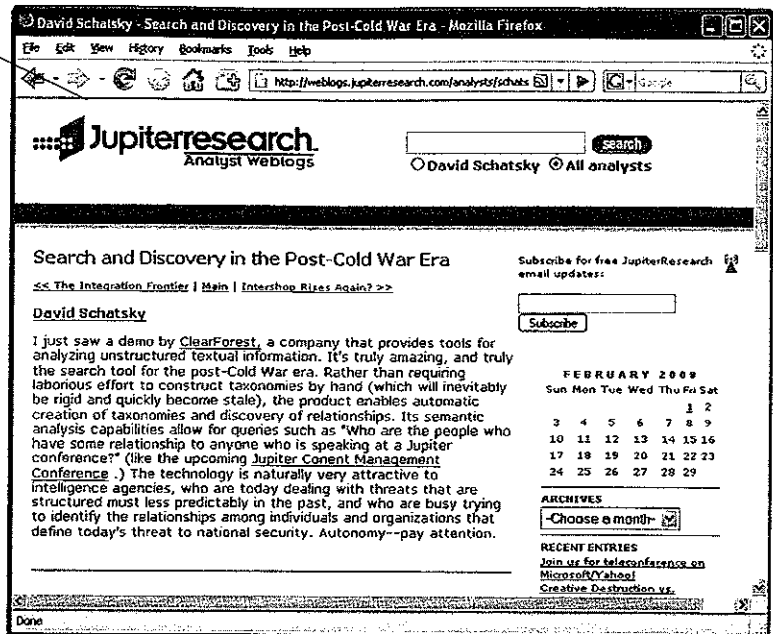 David Schatsky - Search and Discovery in the Post-Cold War Era - Mozilla Firefox
File Edit View History Bookmarks Tools Help
http://weblogs.jupiterresearch.com/analysts/schats
Google
Jupiterresearch
Analyst Weblogs
search
David Schatsky All analysts
Search and Discovery in the Post-Cold War Era
<< The Integration Frontier | Main | Intershop Rises Again? >>
David Schatsky
I just saw a demo by ClearForest, a company that provides tools for
analyzing unstructured textual information. It's truly amazing, and truly
the search tool for the post-Cold War era. Rather than requiring
laborious effort to construct taxonomies by hand (which will inevitably
be rigid and quickly become stale), the product enables automatic
creation of taxonomies and discovery of relationships. Its semantic
analysis capabilities allow for queries such as "Who are the people who
have some relationship to anyone who is speaking at a Jupiter
conference?" (like the upcoming Jupiter Conent Management
Conference .) The technology is naturally very attractive to
intelligence agencies, who are today dealing with threats that are
structured must less predictably in the past, and who are busy trying
to identify the relationships among individuals and organizations that
define today's threat to national security. Autonomy--pay attention.
Subscribe for free JupiterResearch
email updates:
Subscribe
FEBRUARY 2009
Sun Mon Tue Wed Thu Fri Sat
1 2
3 4 5 6 7 8 9
10 11 12 13 14 15 16
17 18 19 20 21 22 23
24 25 26 27 28 29
ARCHIVES
-Choose a month-
RECENT ENTRIES
Join us for teleconference on
Microsoft/Yahoo!
Creative Destruction vs.
Done